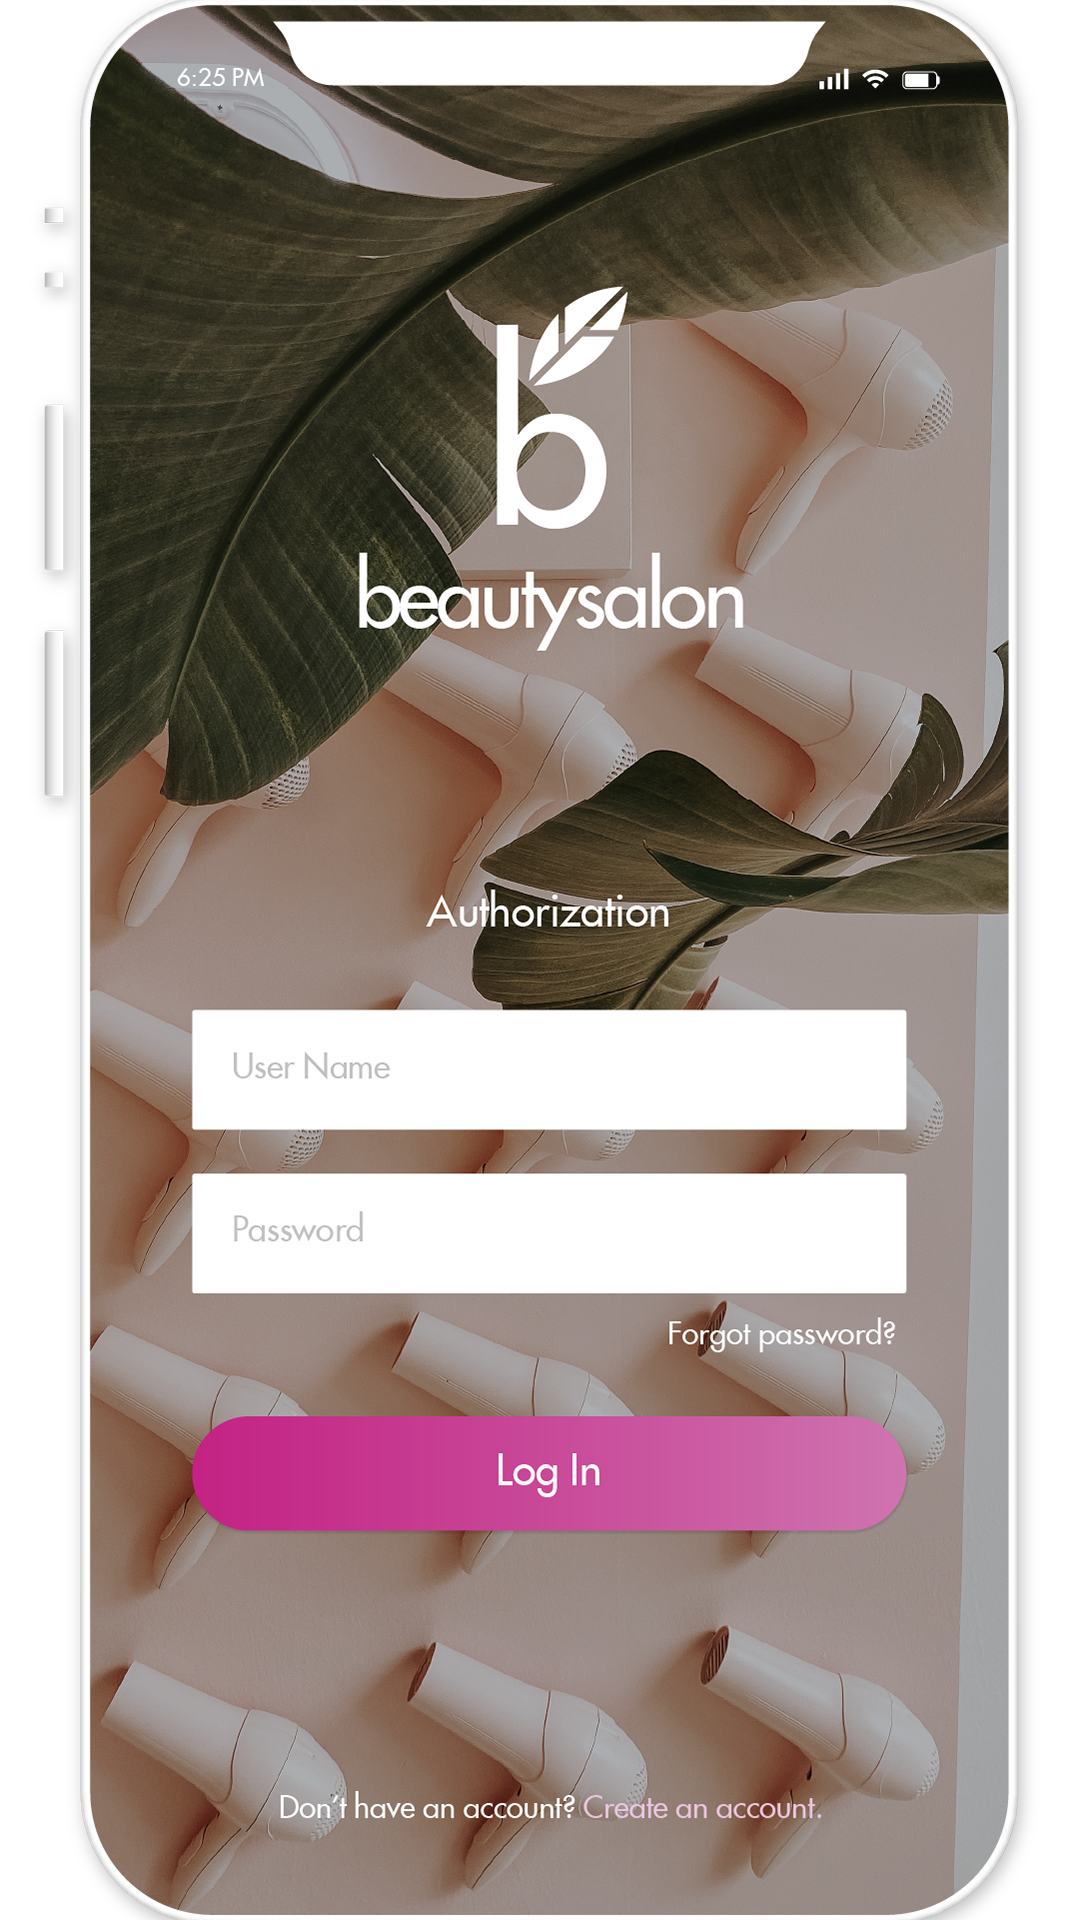 6:25 PM
b
beautysalon
Authorization
User Name
Password
Forgot password?
Log In
Don't have an account? Create an account.